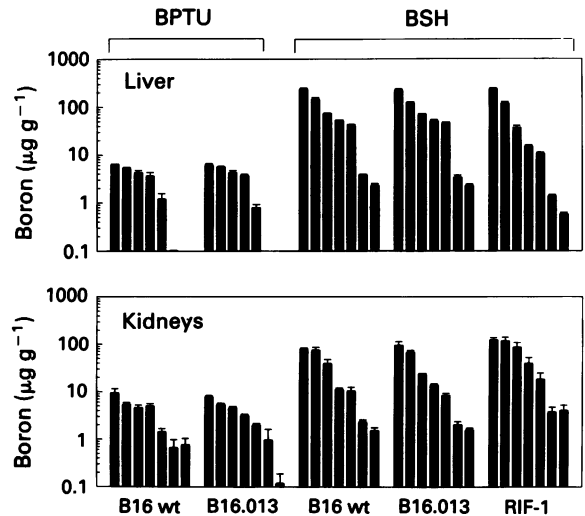 BPTU BSH
1000
100
10
1
0.1
Boron (μg g⁻¹)
Liver
1000
100
10
1
0.1
Boron (μg g⁻¹)
Kidneys
B16 wt B16.013 B16 wt B16.013 RIF-1